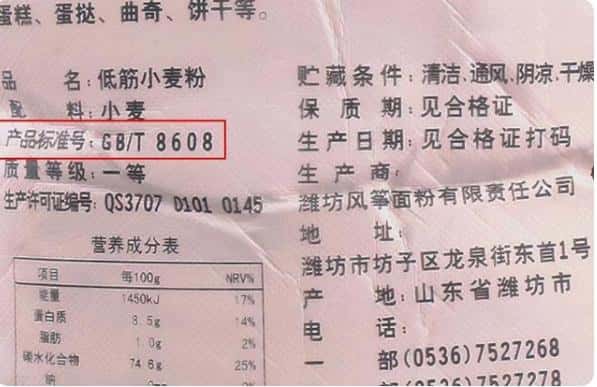 蛋糕、蛋挞、曲奇、饼干等。
品 名:低筋小麦粉
配 料:小麦
产品标准号:GB/T 8608
质量等级:一等
生产许可证编号:QS3707 D101 0145
营养成分表
项目 每100g NRV%
能量 1450kJ 17%
蛋白质 8.5g 14%
脂肪 1.0g 2%
碳水化合物 74.6g 25%
2%
贮藏条件:清洁、通风、阴凉、干燥
保质期:见合格证
生产日期:见合格证打码
生产商:
潍坊风筝面粉有限责任公司
地 址:
潍坊市坊子区龙泉街东首1号
产 地:山东省潍坊市
电 话:
一 部(0536)7527268
(0536)7527278